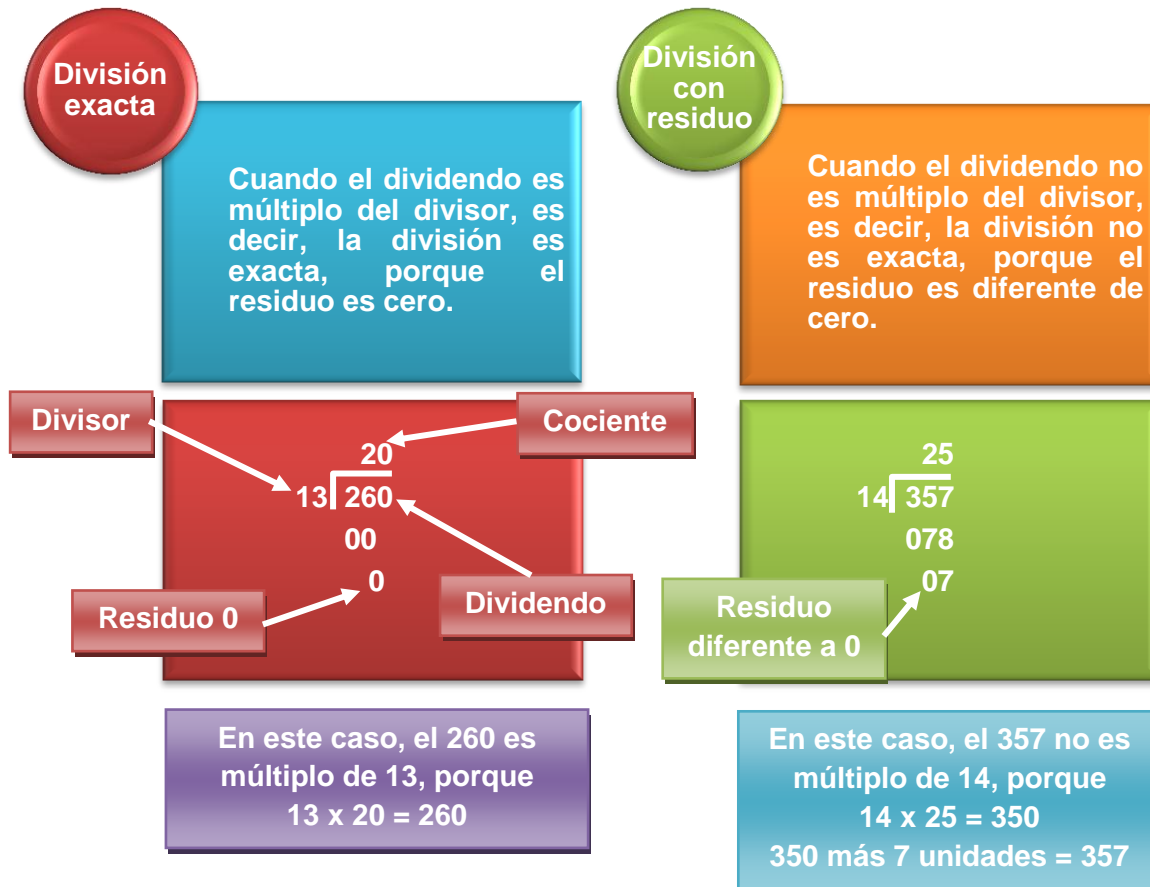 División
exacta
Cuando el dividendo es
múltiplo del divisor, es
decir, la división es
exacta, porque el
residuo es cero.
Divisor
Cociente
20
13 260
00
0
Residuo 0
Dividendo
En este caso, el 260 es
múltiplo de 13, porque
13 x 20 = 260
División
con
residuo
Cuando el dividendo no
es múltiplo del divisor,
es decir, la división no
es exacta, porque el
residuo es diferente de
cero.
25
14 357
078
07
Residuo
diferente a 0
En este caso, el 357 no es
múltiplo de 14, porque
14 x 25 = 350
350 más 7 unidades = 357